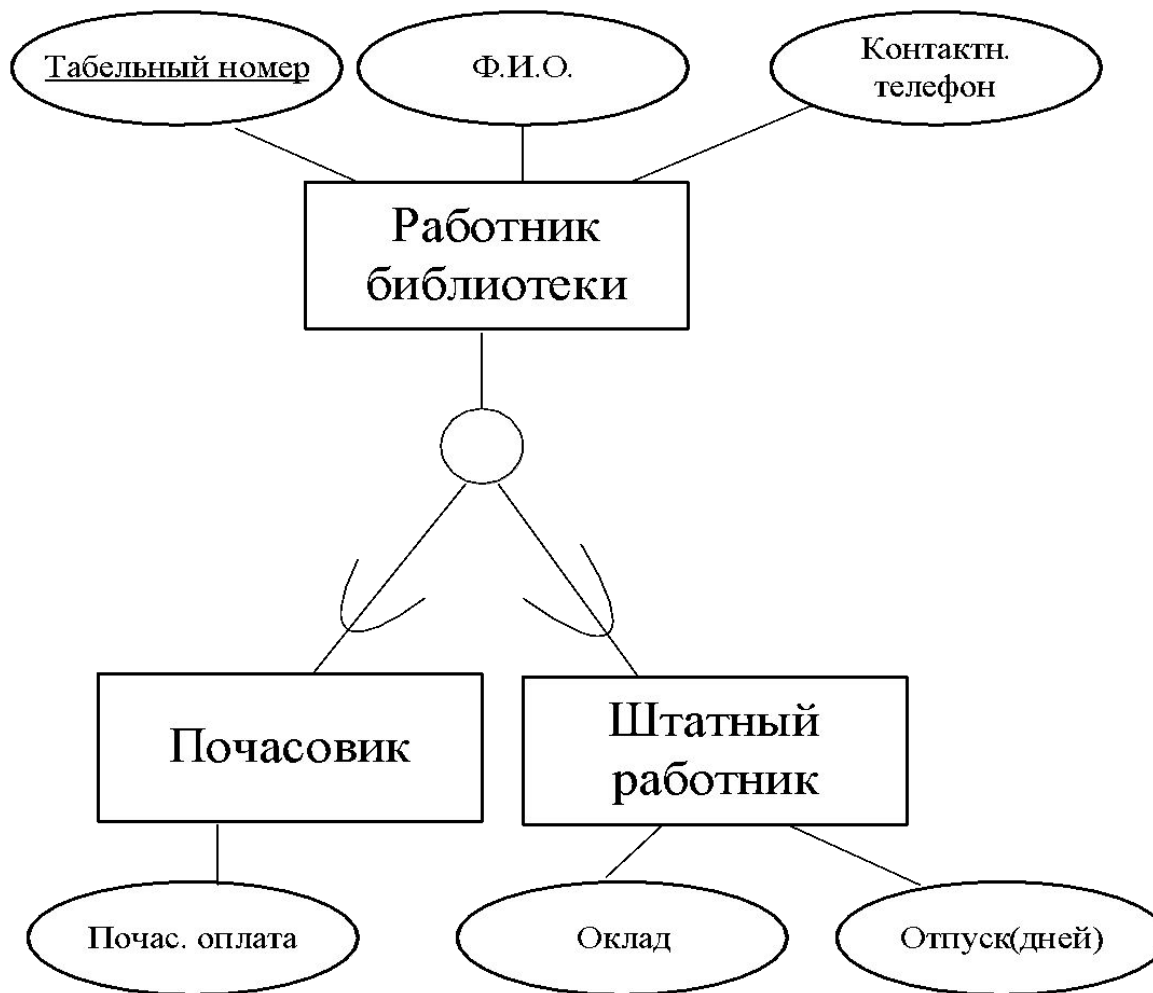 Табельный номер
Ф.И.О.
Контактн.
телефон
Работник
библиотеки
Почасовик
Штатный
работник
Почас. оплата
Оклад
Отпуск(дней)